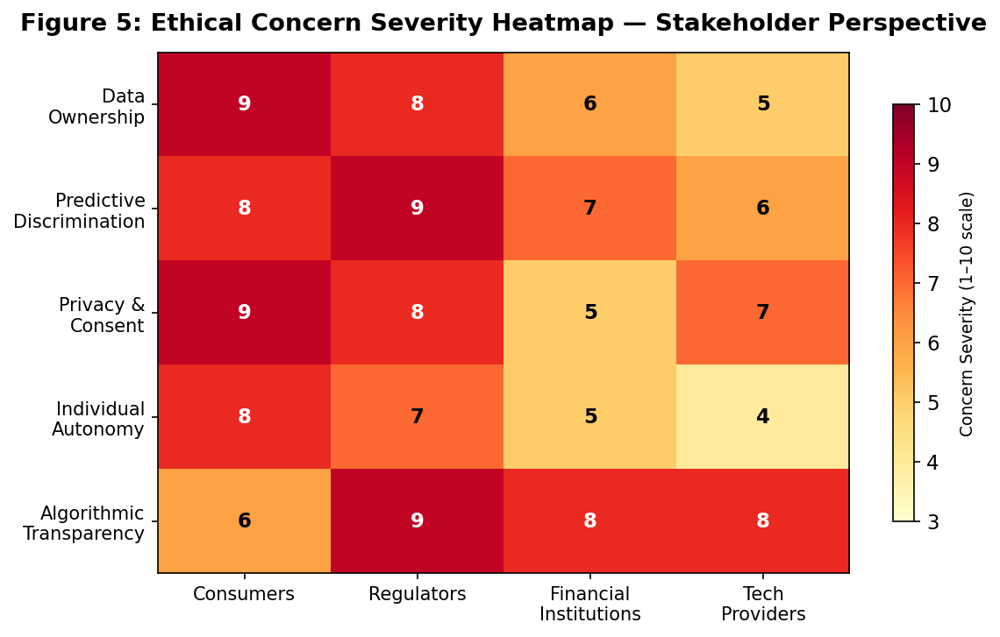 Figure 5: Ethical Concern Severity Heatmap — Stakeholder Perspective
Data
Ownership
9 8 6 5
Predictive
Discrimination
8 9 7 6
Privacy &
Consent
9 8 5 7
Individual
Autonomy
8 7 5 4
Algorithmic
Transparency
6 9 8 8
Consumers
Regulators
Financial
Institutions
Tech
Providers
10
9
8
7
6
5
4
3
Concern Severity (1–10 scale)